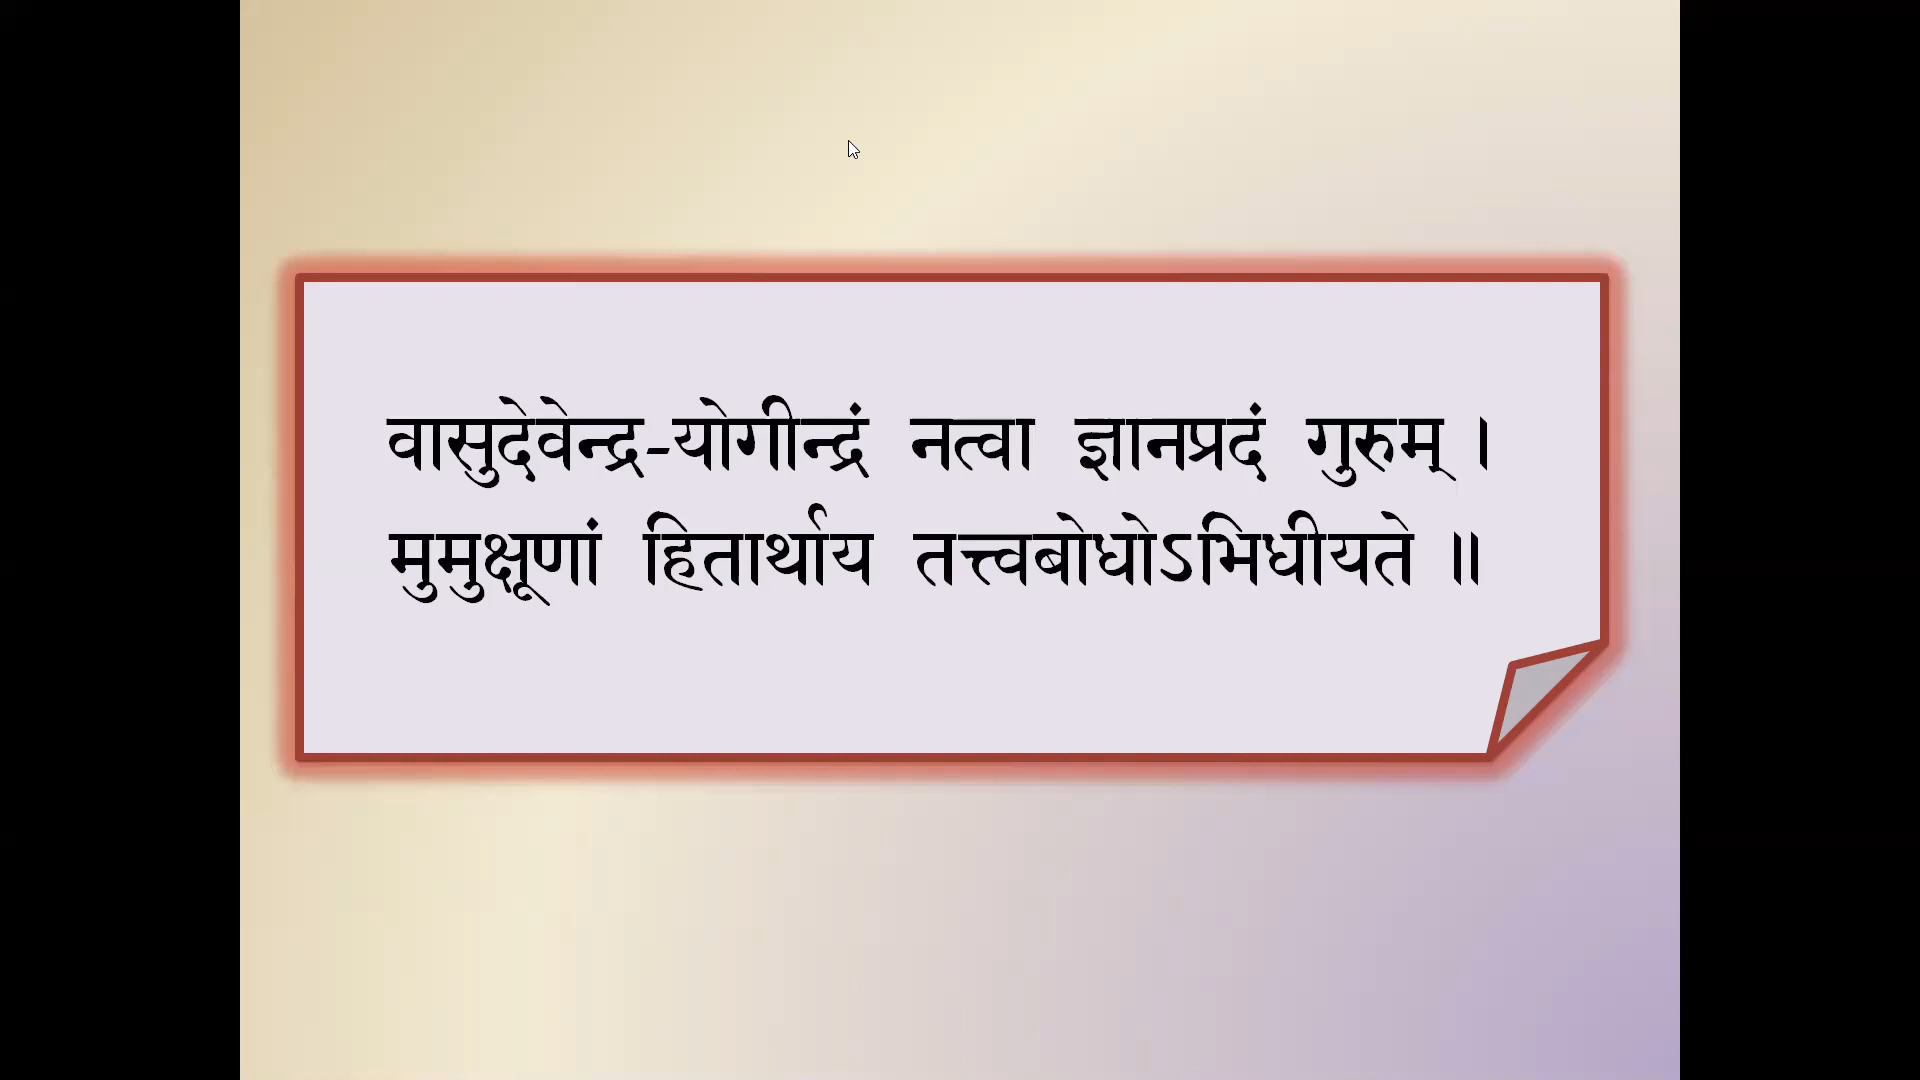 वासुदेवेन्द्र-योगीन्द्रं नत्वा ज्ञानप्रदं गुरुम् ।
मुमुक्षूणां हितार्थाय तत्त्वबोधोऽभिधीयते ॥